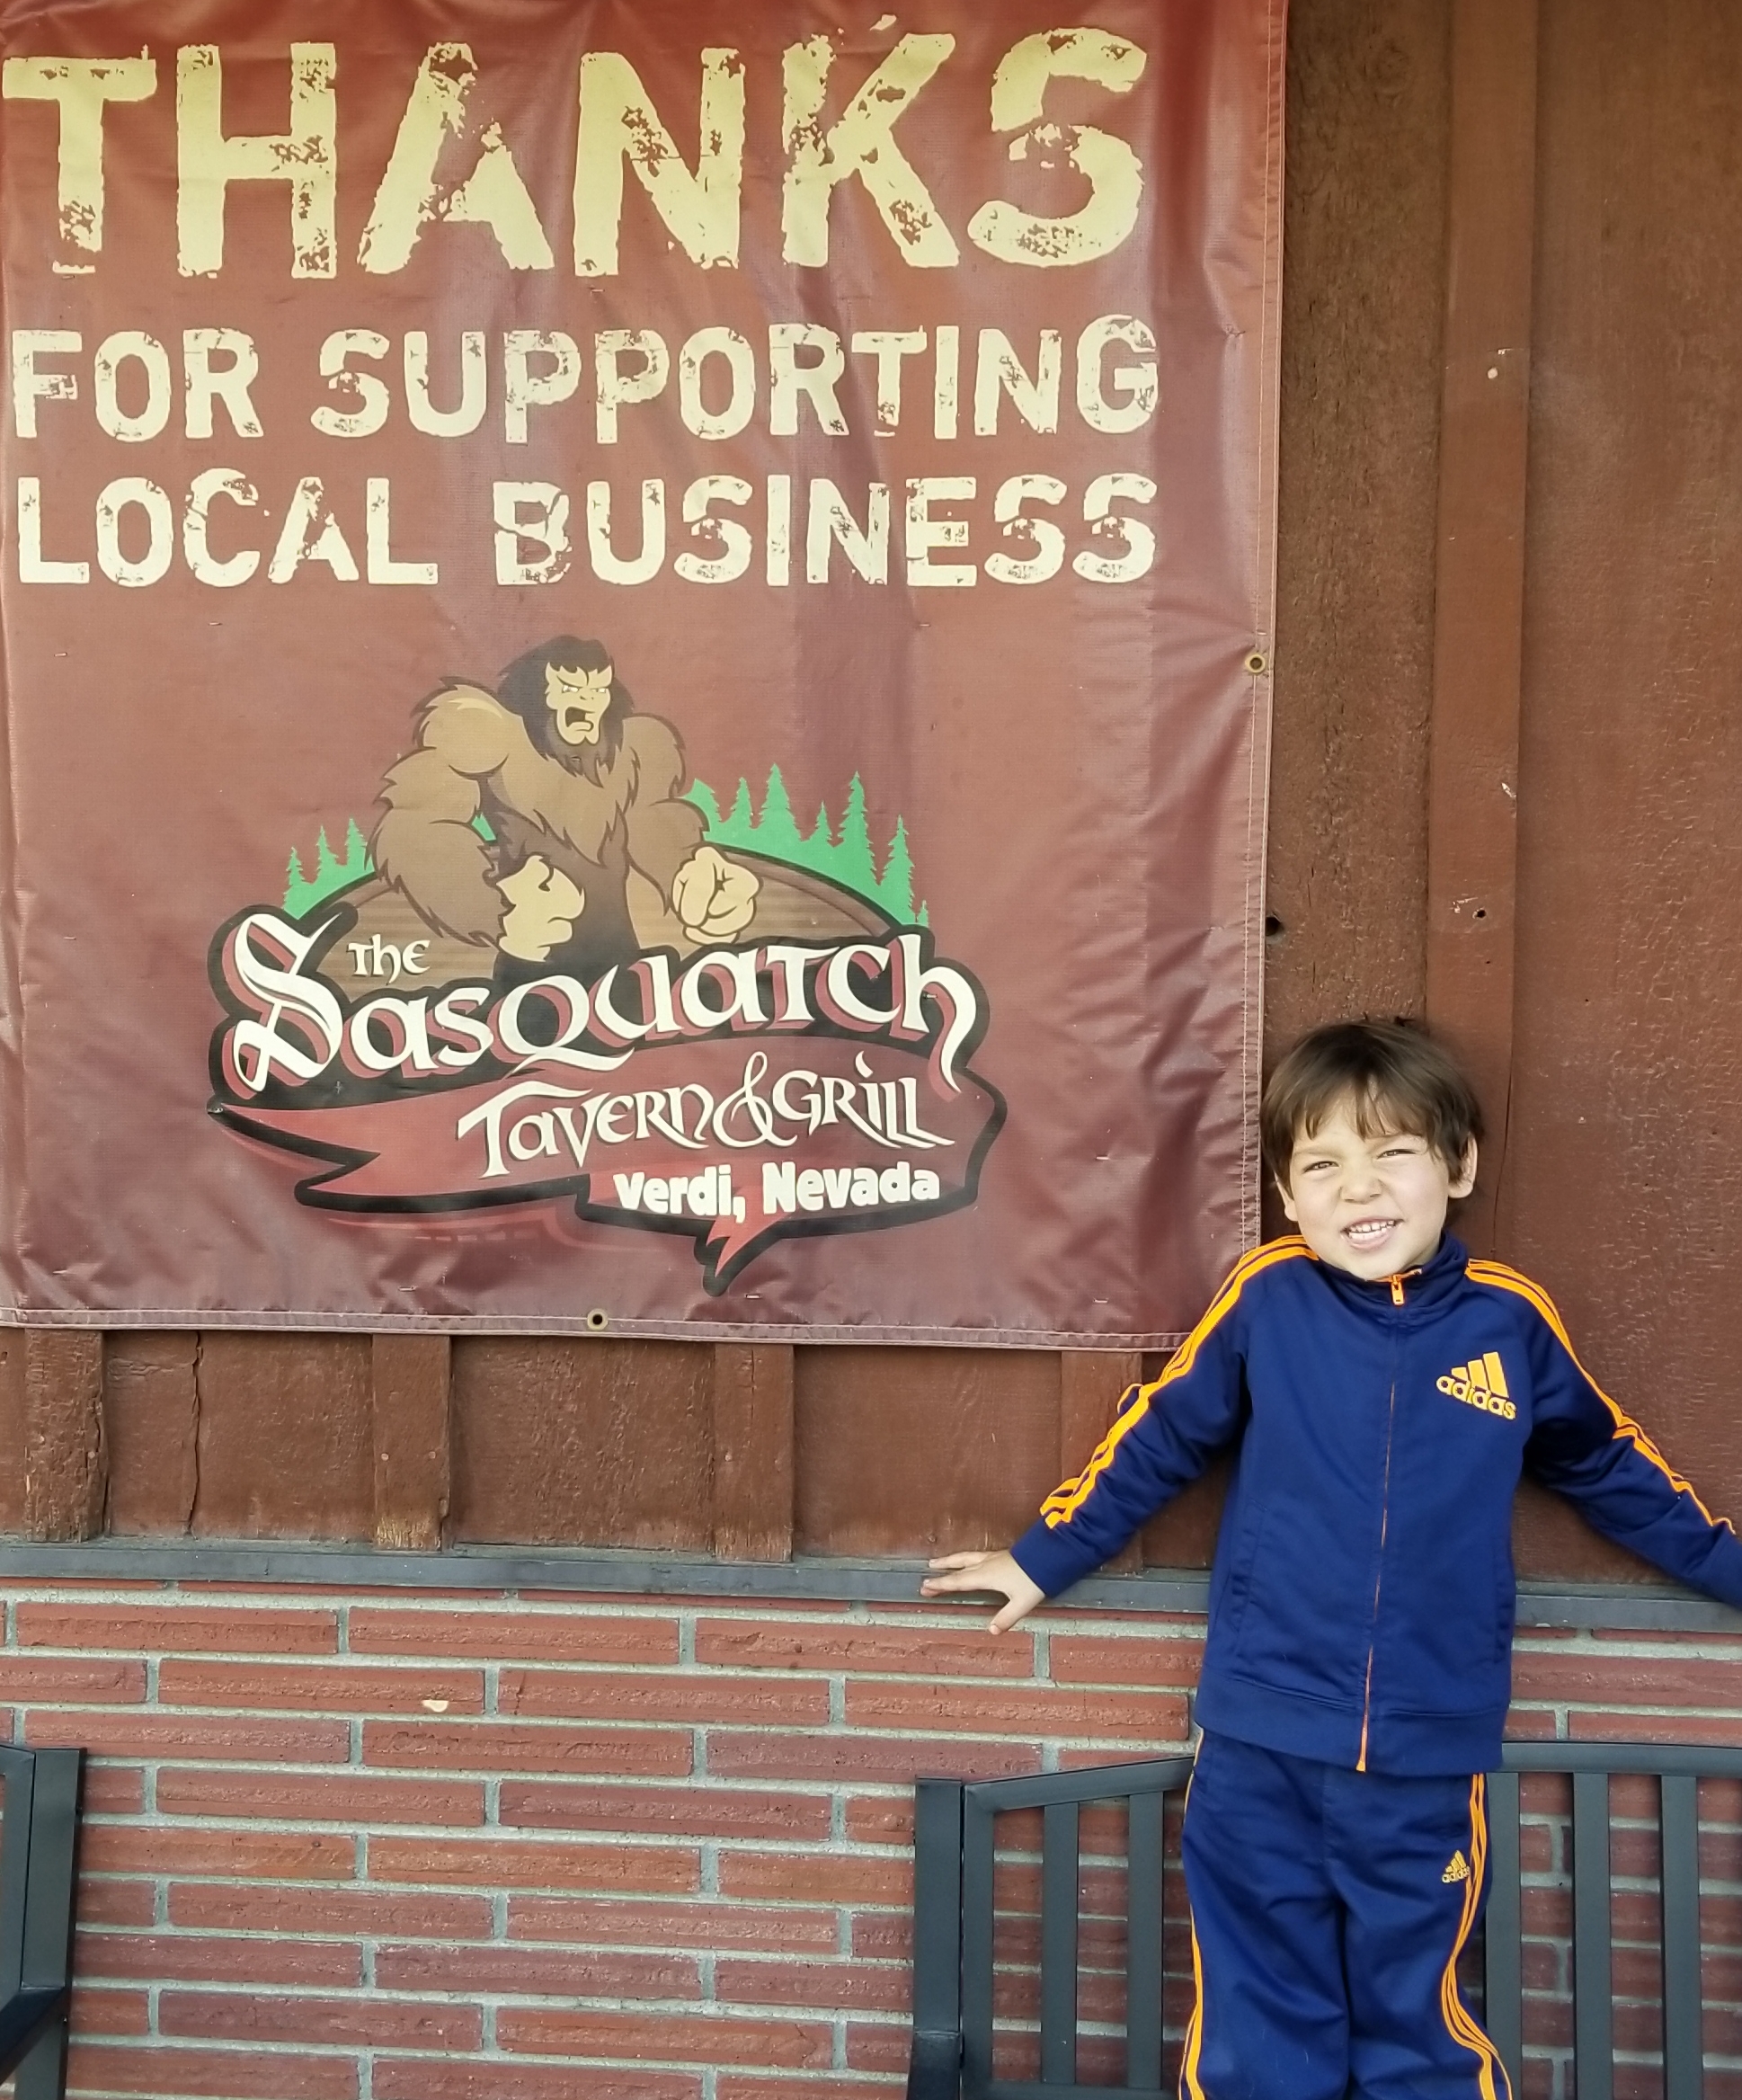 THANKS
FOR SUPPORTING
LOCAL BUSINESS
The
Sasquatch
Tavern & Grill
Verdi, Nevada
adidas
adidas